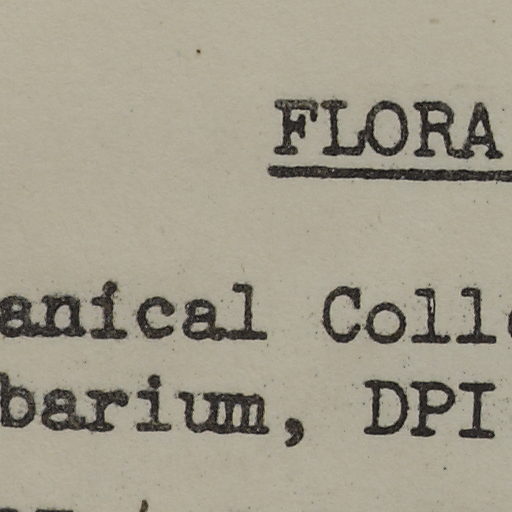 FLORA
anical Coll
barium, DPI